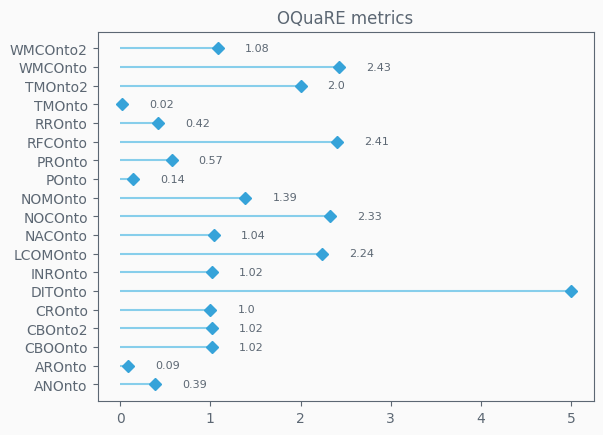 OQuaRE metrics
WMCOnto2 1.08
WMCOnto 2.43
TMOnto2 2.0
TMOnto 0.02
RROnto 0.42
RFCOnto 2.41
PROnto 0.57
POnto 0.14
NOMOnto 1.39
NOCOnto 2.33
NACOnto 1.04
LCOMOnto 2.24
INROnto 1.02
DITOnto
CROnto 1.0
CBOnto2 1.02
CBOOnto 1.02
AROnto 0.09
ANOnto 0.39
0 1 2 3 4 5